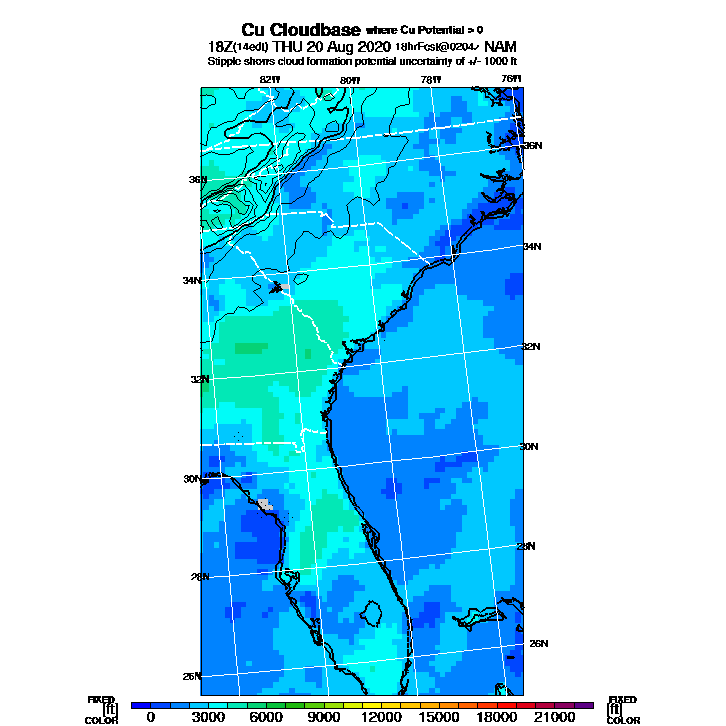 Cu Cloudbase where Cu Potential > 0
18Z(14edt) THU 20 Aug 2020 18hrFcst@0204z NAM
Stipple shows cloud formation potential uncertainty of +/- 1000 ft
82W 80W 78W 76W
36N
36N
34N
34N
32N
32N
30N
30N
28N
28N
26N
26N
FIXED FIXED
[ft] [ft]
COLOR 0 3000 6000 9000 12000 15000 18000 21000 COLOR